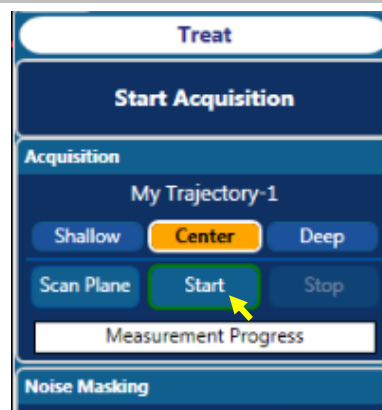 Treat
Start Acquisition
Acquisition
My Trajectory-1
Shallow Center Deep
Scan Plane Start Stop
Measurement Progress
Noise Masking